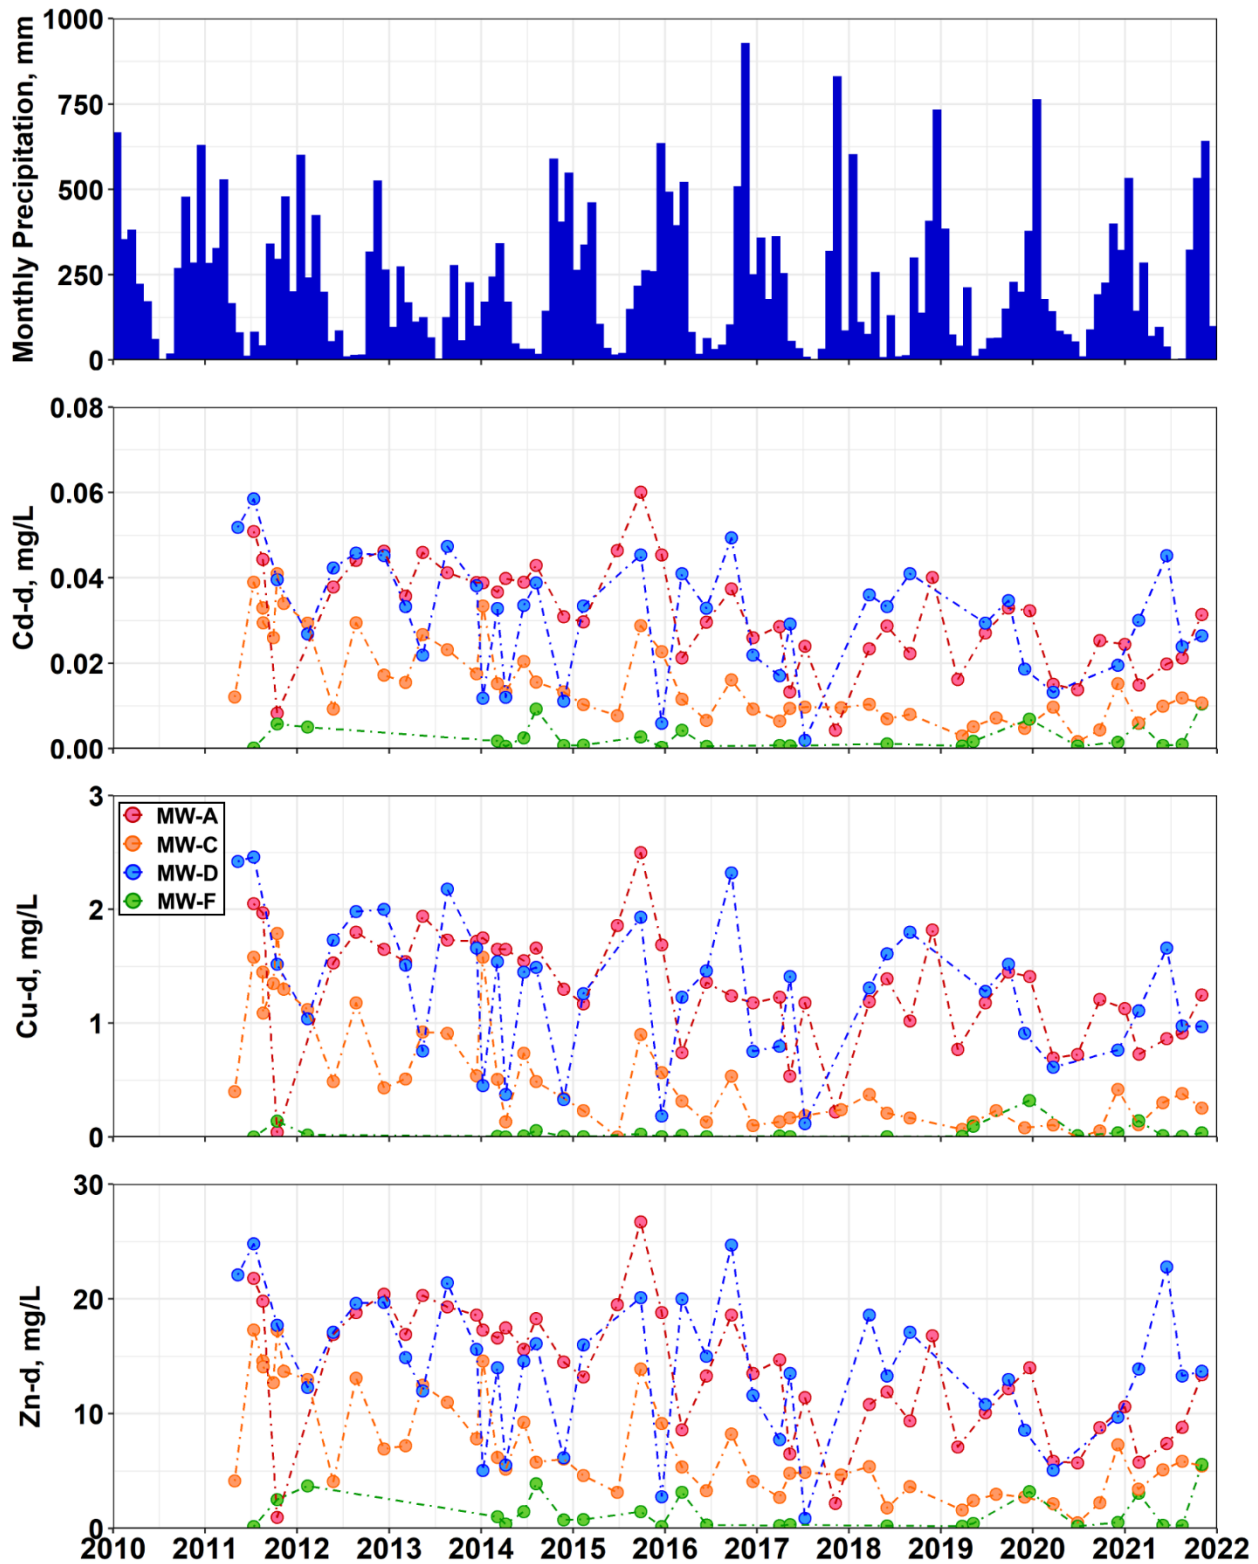 Monthly Precipitation, mm
1000
750
500
250
0
Cd-d, mg/L
0.08
0.06
0.04
0.02
0.00
Cu-d, mg/L
3
2
1
0
MW-A
MW-C
MW-D
MW-F
Zn-d, mg/L
30
20
10
0
2010 2011 2012 2013 2014 2015 2016 2017 2018 2019 2020 2021 2022